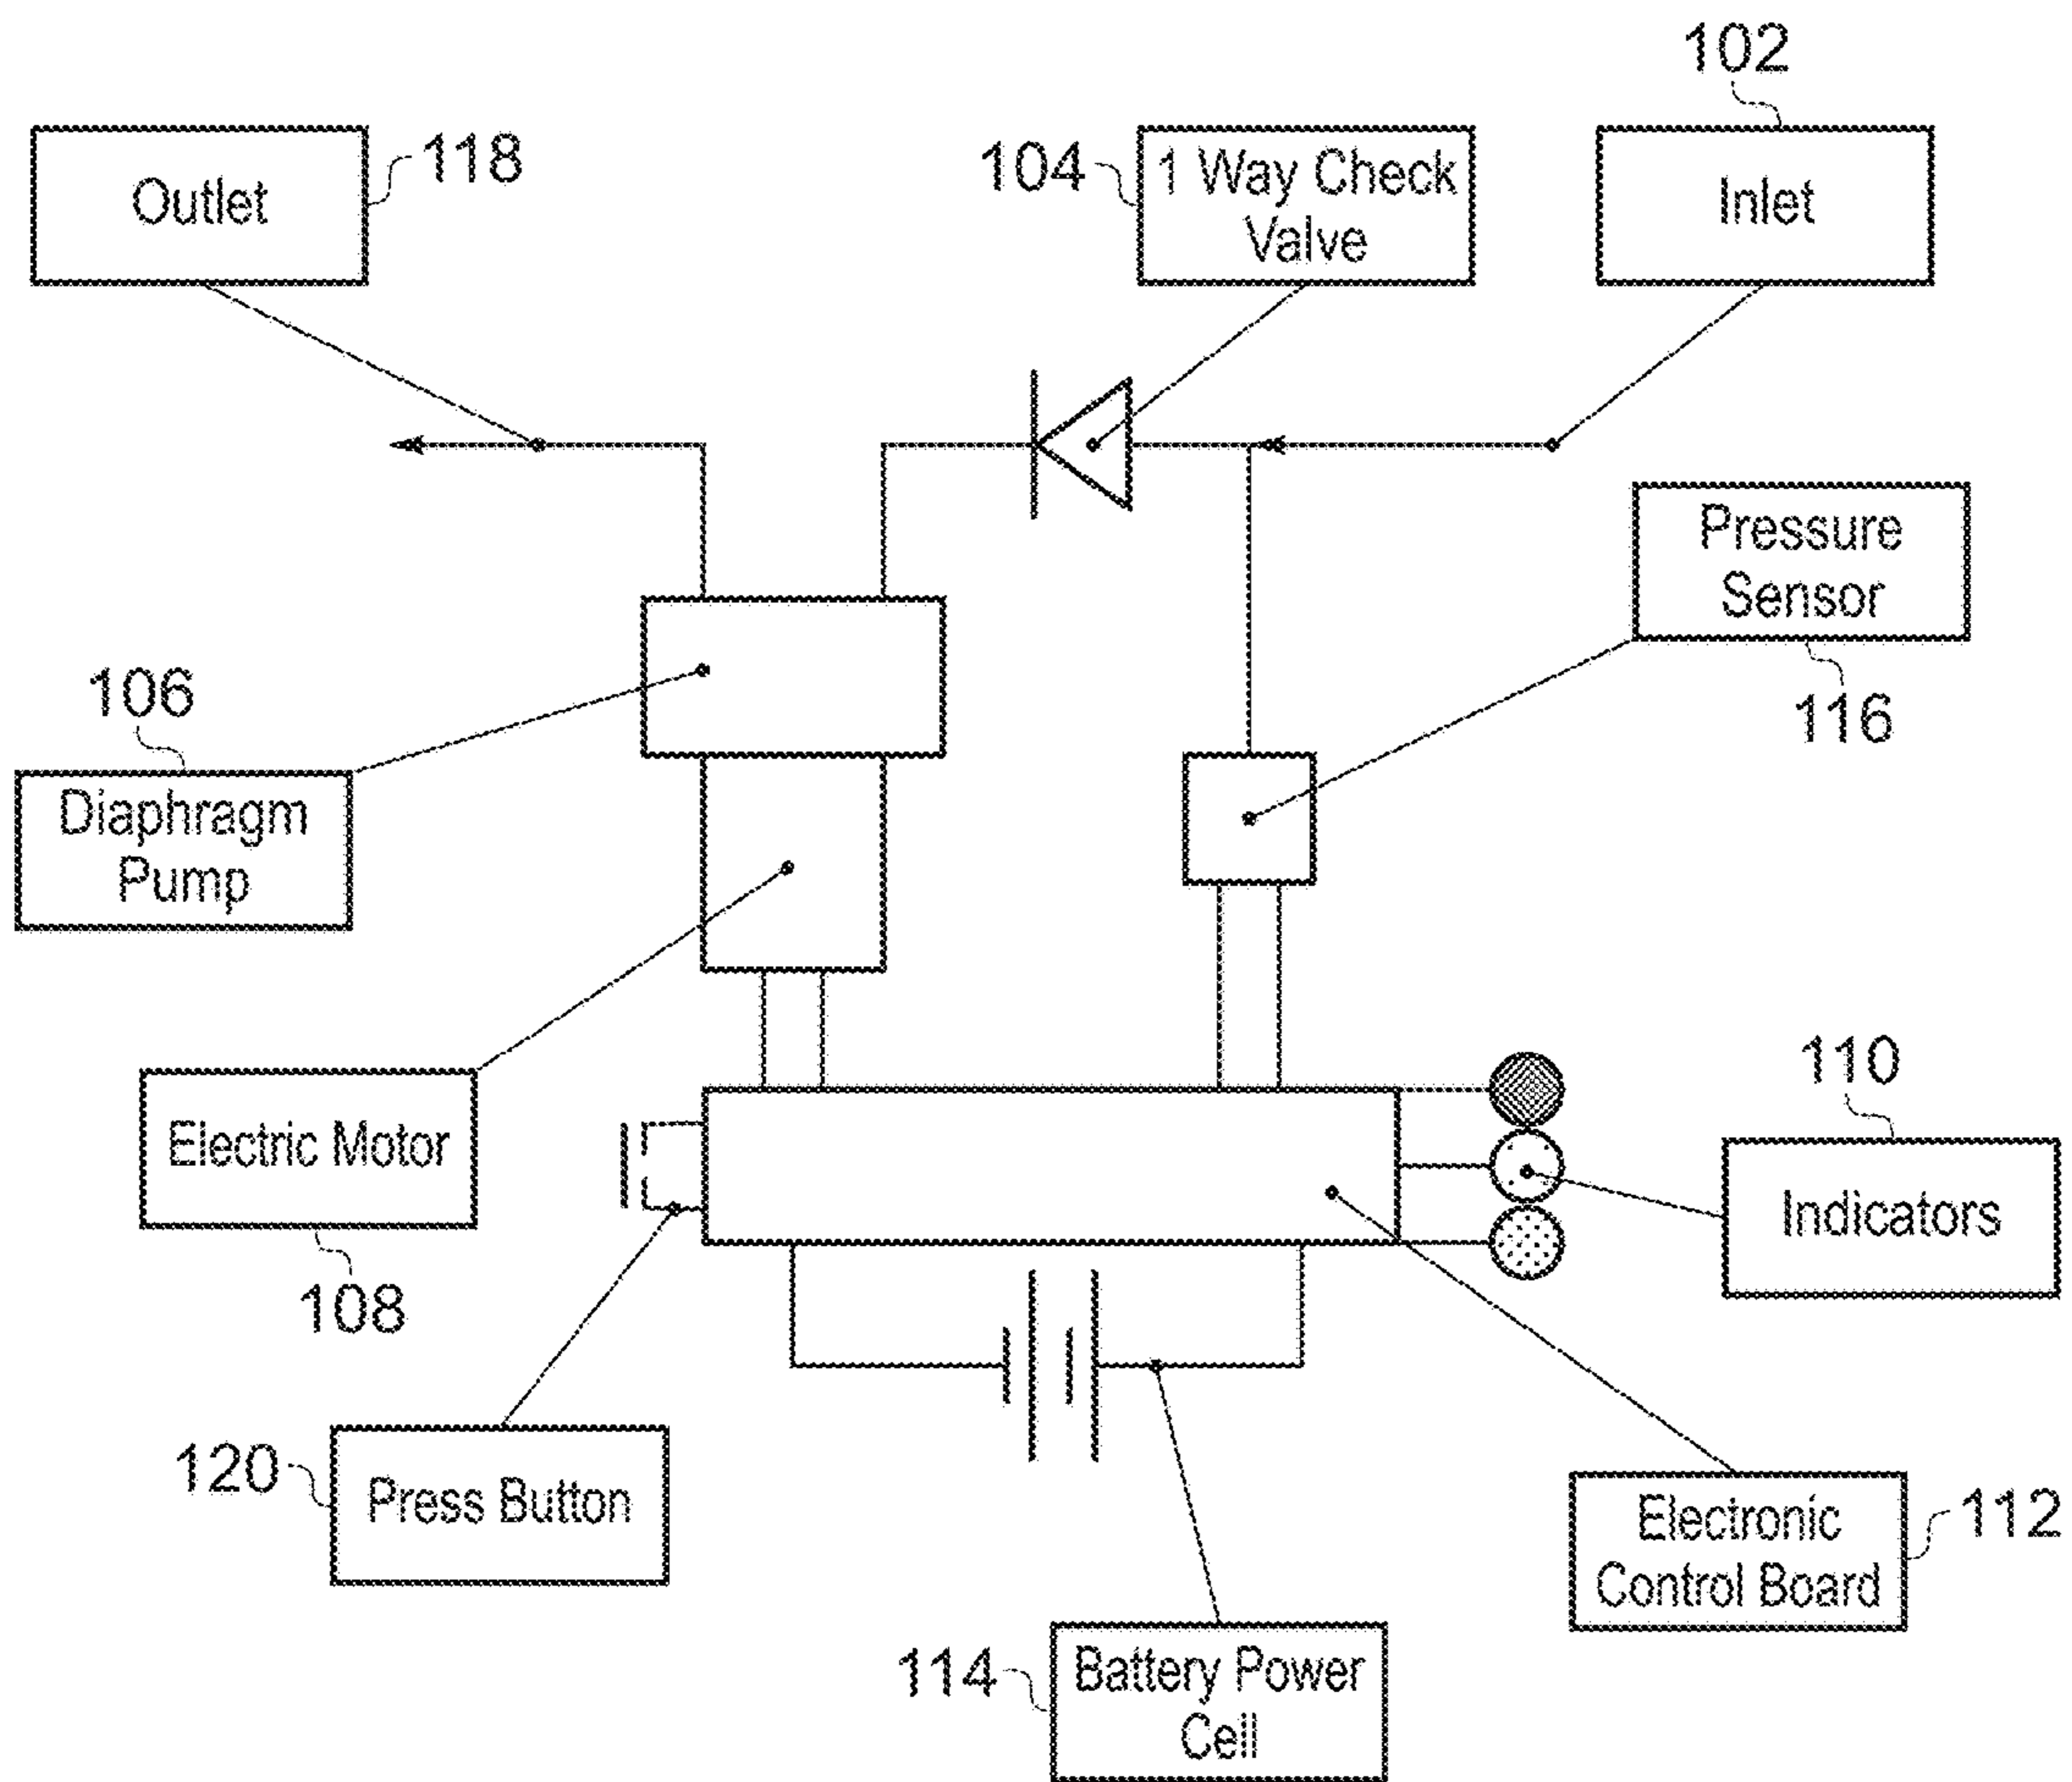 102
Outlet
118
104
1 Way Check
Valve
Inlet
Pressure
Sensor
116
106
Diaphragm
Pump
Electric Motor
108
110
Indicators
120
Press Button
Electronic
Control Board
112
114
Battery Power
Cell